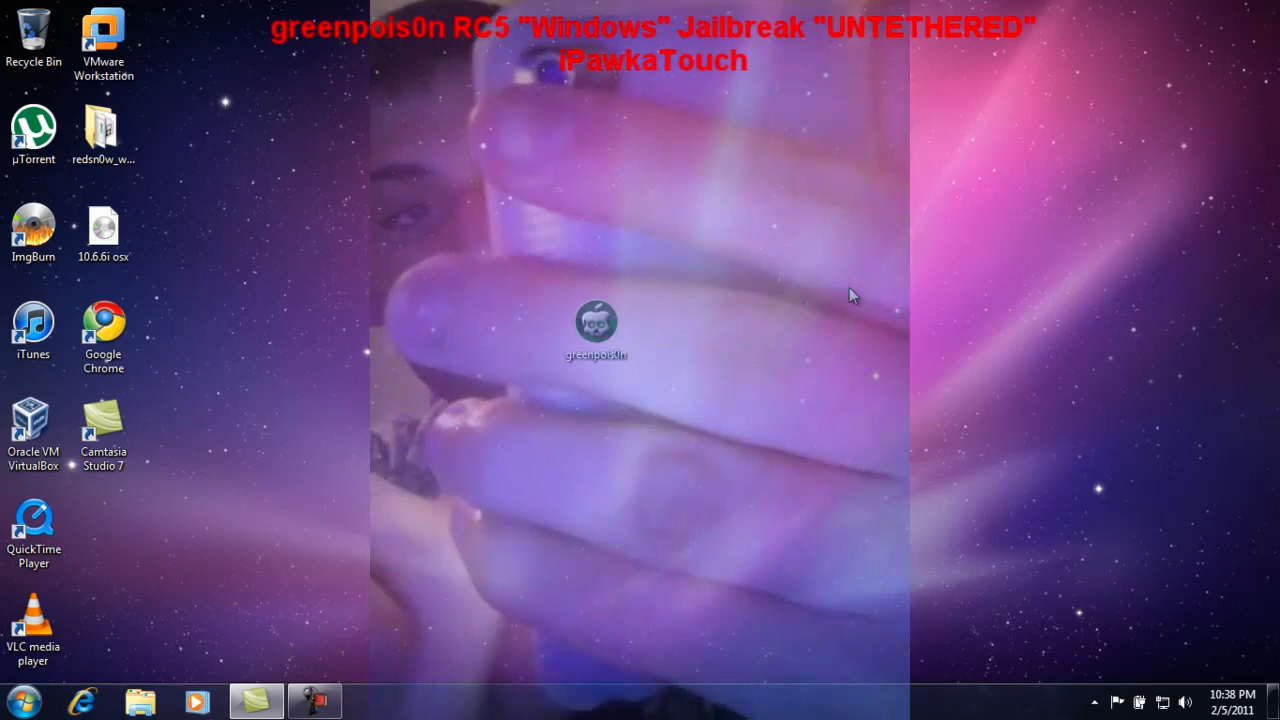 greenpois0n RC5 "Windows" Jailbreak "UNTETHERED"
iPawkaTouch
Recycle Bin
VMware
Workstation
µTorrent
redsn0w_w...
ImgBurn
10.6.6i osx
iTunes
Google
Chrome
greenpois0n
Oracle VM
VirtualBox
Camtasia
Studio 7
QuickTime
Player
VLC media
player
10:38 PM
2/5/2011